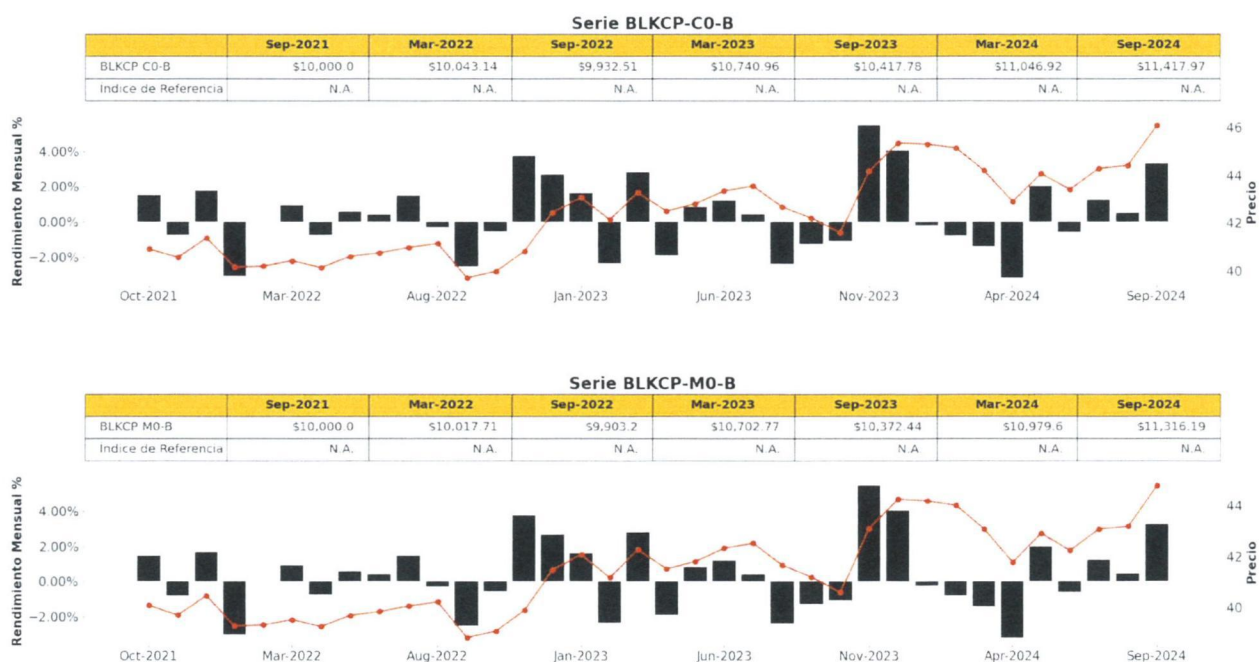 Serie BLKCP-C0-B
Sep-2021 Mar-2022 Sep-2022 Mar-2023 Sep-2023 Mar-2024 Sep-2024
BLKCP C0-B $10,000.0 $10,043.14 $9,932.51 $10,740.96 $10,417.78 $11,046.92 $11,417.97
Indice de Referencia N.A. N.A. N.A. N.A. N.A. N.A. N.A.
Rendimiento Mensual %
4.00%
2.00%
0.00%
−2.00%
46
44
42
40
Precio
Oct-2021 Mar-2022 Aug-2022 Jan-2023 Jun-2023 Nov-2023 Apr-2024 Sep-2024
Serie BLKCP-M0-B
Sep-2021 Mar-2022 Sep-2022 Mar-2023 Sep-2023 Mar-2024 Sep-2024
BLKCP M0-B $10,000.0 $10,017.71 $9,903.2 $10,702.77 $10,372.44 $10,979.6 $11,316.19
Indice de Referencia N.A. N.A. N.A. N.A. N.A. N.A. N.A.
Rendimiento Mensual %
4.00%
2.00%
0.00%
−2.00%
44
42
40
Precio
Oct-2021 Mar-2022 Aug-2022 Jan-2023 Jun-2023 Nov-2023 Apr-2024 Sep-2024